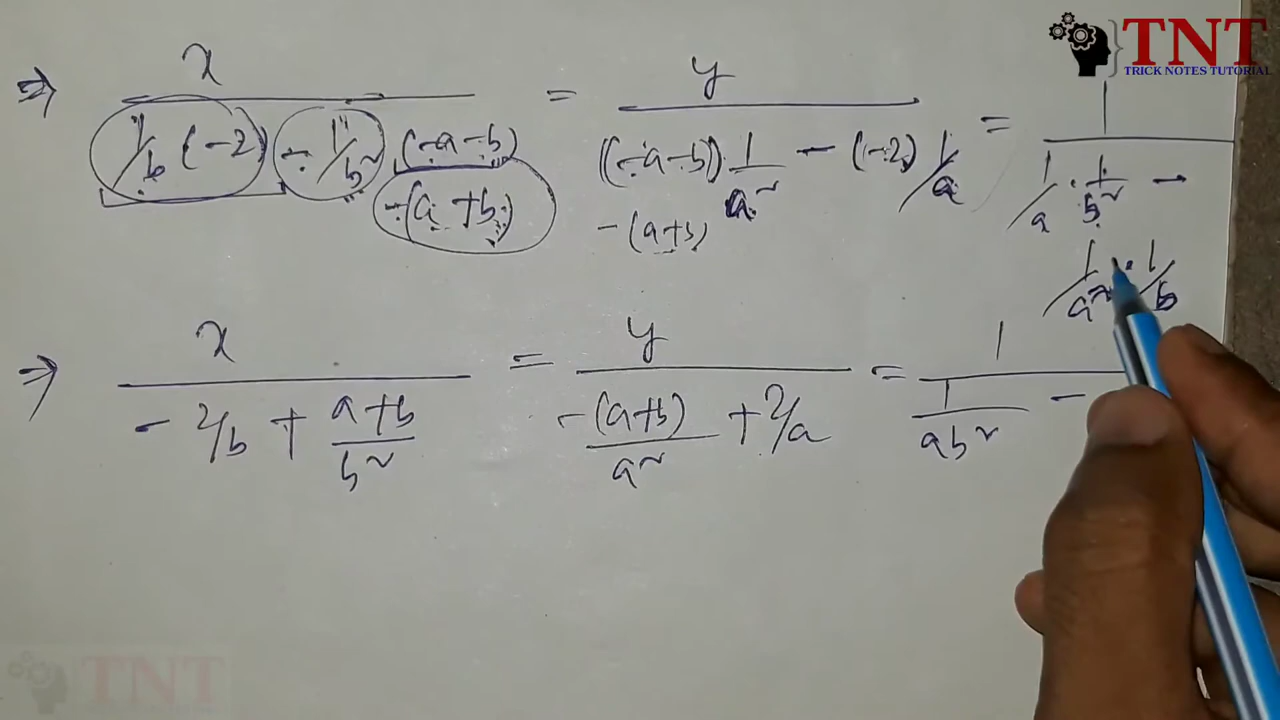 TNT
TRICK NOTES TUTORIAL
⇒ x / (1/b (-2) - 1/b² (-a-b)) = y / ((-a-b) 1/a² - (-2) 1/a) = 1 / (1/a · 1/b² -
-(a+b)
-(a+b)
1/a² · 1/b
⇒ x / (-2/b + (a+b)/b²) = y / (-(a+b)/a² + 2/a) = 1 / (1/ab² -
TNT